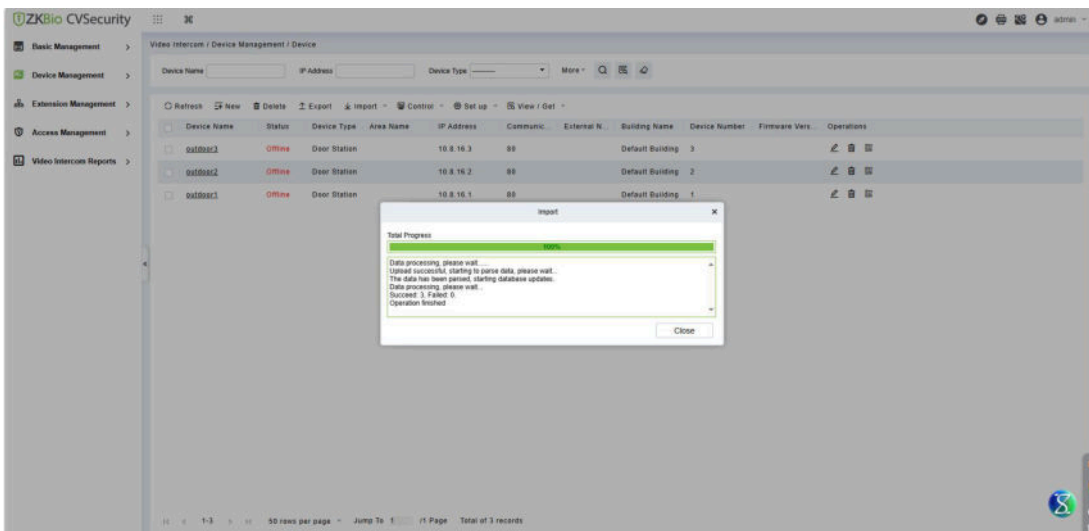 ZKBio CVSecurity
admin
Basic Management
Device Management
Extension Management
Access Management
Video Intercom Reports
Video Intercom / Device Management / Device
Device Name IP Address Device Type ---------- More
Refresh New Delete Export Import Control Set up View / Get
Device Name Status Device Type Area Name IP Address Communic... External N... Building Name Device Number Firmware Vers... Operations
outdoor3 Offline Door Station 10.8.16.3 80 Default Building 3
outdoor2 Offline Door Station 10.8.16.2 80 Default Building 2
outdoor1 Offline Door Station 10.8.16.1 80 Default Building 1
Import
Total Progress
100%
Data processing, please wait......
Upload successful, starting to parse data, please wait...
The data has been parsed, starting database updates.
Data processing, please wait...
Succeed: 3, Failed: 0.
Operation finished
Close
1-3 50 rows per page Jump To 1 /1 Page Total of 3 records